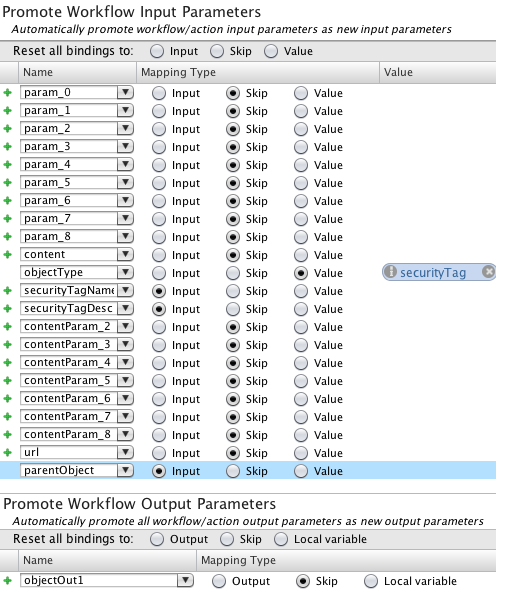 Promote Workflow Input Parameters
Automatically promote workflow/action input parameters as new input parameters
Reset all bindings to: Input Skip Value
Name Mapping Type Value
param_0 Input Skip Value
param_1 Input Skip Value
param_2 Input Skip Value
param_3 Input Skip Value
param_4 Input Skip Value
param_5 Input Skip Value
param_6 Input Skip Value
param_7 Input Skip Value
param_8 Input Skip Value
content Input Skip Value
objectType Input Skip Value securityTag
securityTagName Input Skip Value
securityTagDesc Input Skip Value
contentParam_2 Input Skip Value
contentParam_3 Input Skip Value
contentParam_4 Input Skip Value
contentParam_5 Input Skip Value
contentParam_6 Input Skip Value
contentParam_7 Input Skip Value
contentParam_8 Input Skip Value
url Input Skip Value
parentObject Input Skip Value
Promote Workflow Output Parameters
Automatically promote all workflow/action output parameters as new output parameters
Reset all bindings to: Output Skip Local variable
Name Mapping Type
objectOut1 Output Skip Local variable